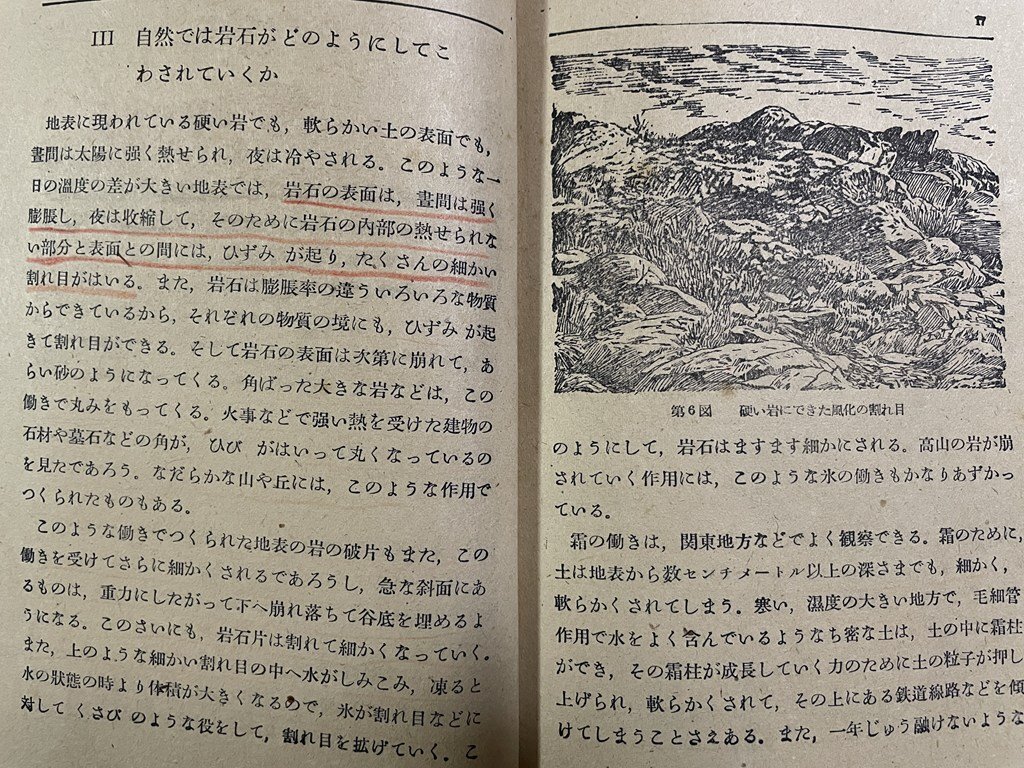 III 自然では岩石がどのようにしてこ
わされていくか
地表に現われている硬い岩でも，軟らかい土の表面でも，
晝間は太陽に強く熱せられ，夜は冷やされる。このような一
日の溫度の差が大きい地表では，岩石の表面は，晝間は強く
膨脹し，夜は收縮して，そのために岩石の內部の熱せられな
い部分と表面との間には，ひずみ が起り，たくさんの細かい
割れ目がはいる。また，岩石は膨脹率の違ういろいろな物質
からできているから，それぞれの物質の境にも，ひずみ が起
きて割れ目ができる。そして岩石の表面は次第に崩れて，あ
らい砂のようになってくる。角ばった大きな岩などは，この
働きで丸みをもってくる。火事などで强い熱を受けた建物の
石材や墓石などの角が，ひび がはいって丸くなっているの
を見たであろう。なだらかな山や丘には，このような作用で
つくられたものもある。
このような働きでつくられた地表の岩の破片もまた，この
働きを受けてさらに細かくされるであろうし，急な斜面にあ
るものは，重力にしたがって下へ崩れ落ちて谷底を埋めるよ
うになる。このさいにも，岩石片は割れて細かくなっていく。
また，上のような細かい割れ目の中へ水がしみこみ，凍ると
水の狀態の時より体積が大きくなるので，氷が割れ目などに
対して くさび のような役をして，割れ目を拡げていく。こ
17
第6図 硬い岩にできた風化の割れ目
のようにして，岩石はますます細かにされる。高山の岩が崩
されていく作用には，このような氷の働きもかなりあずかっ
ている。
霜の働きは，関東地方などでよく観察できる。霜のために，
土は地表から数センチメートル以上の深さまでも，細かく，
軟らかくされてしまう。寒い，濕度の大きい地方で，毛細管
作用で水をよく含んでいるようなち密な土は，土の中に霜柱
ができ，その霜柱が成長していく力のために土の粒子が押し
上げられ，軟らかくされて，その上にある鉄道線路などを傾
けてしまうことさえある。また，一年じゅう融けないような